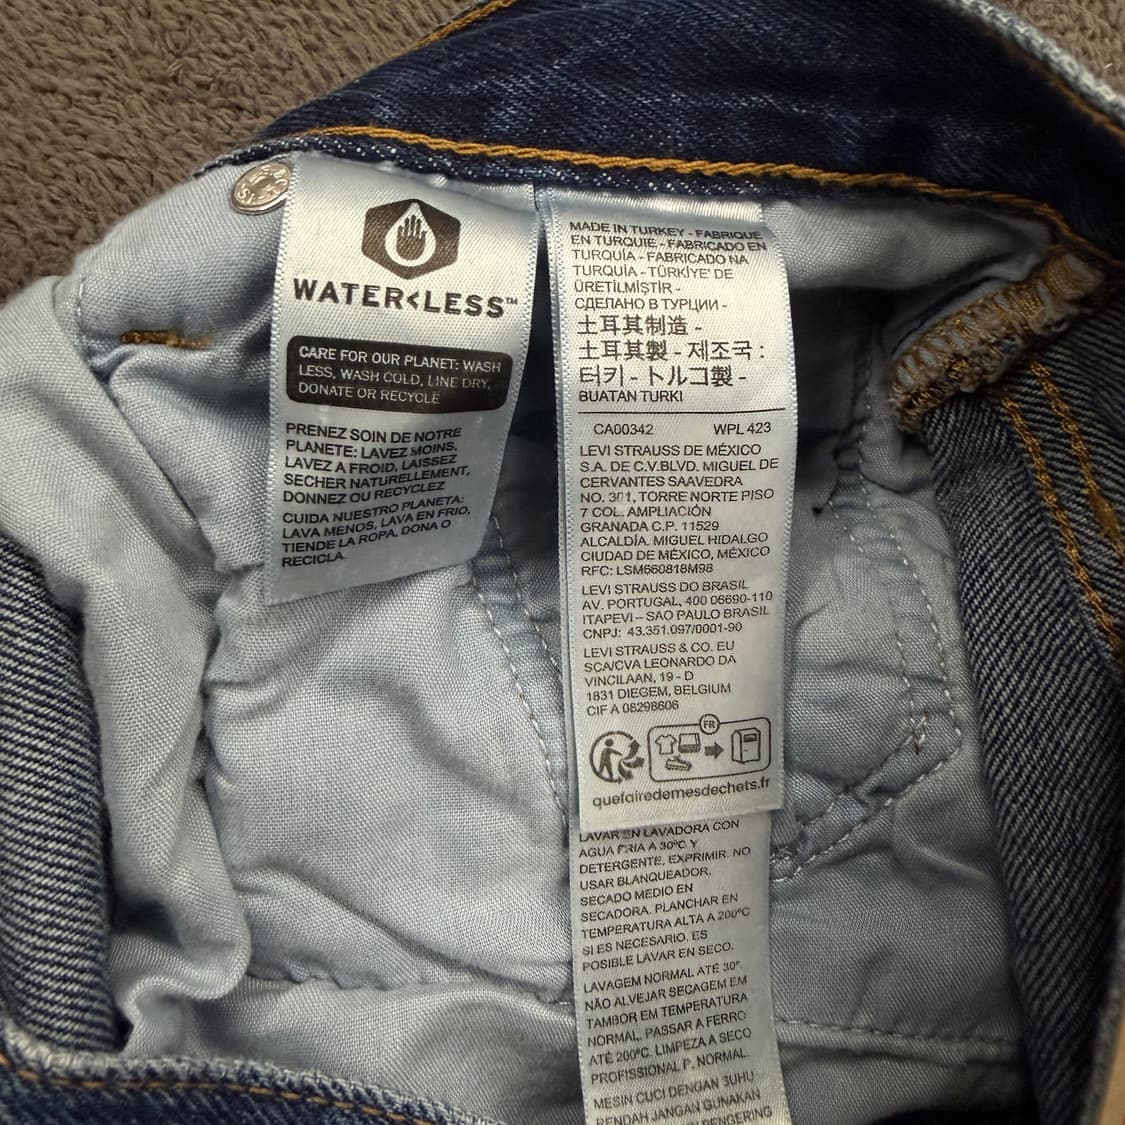 WATER<LESS™
CARE FOR OUR PLANET: WASH
LESS, WASH COLD, LINE DRY,
DONATE OR RECYCLE
PRENEZ SOIN DE NOTRE
PLANETE: LAVEZ MOINS,
LAVEZ A FROID, LAISSEZ
SECHER NATURELLEMENT,
DONNEZ OU RECYCLEZ
CUIDA NUESTRO PLANETA:
LAVA MENOS, LAVA EN FRIO,
TIENDE LA ROPA, DONA O
RECICLA.
MADE IN TURKEY - FABRIQUE
EN TURQUIE - FABRICADO EN
TURQUÍA - FABRICADO NA
TURQUIA - TÜRKİYE' DE
ÜRETİLMİŞTİR -
СДЕЛАНО В ТУРЦИИ -
土耳其制造 -
土耳其製 - 제조국 :
터키 - トルコ製 -
BUATAN TURKI
CA00342 WPL 423
LEVI STRAUSS DE MÉXICO
S.A. DE C.V.BLVD. MIGUEL DE
CERVANTES SAAVEDRA
NO. 301, TORRE NORTE PISO
7 COL. AMPLIACIÓN
GRANADA C.P. 11529
ALCALDÍA. MIGUEL HIDALGO
CIUDAD DE MÉXICO, MÉXICO
RFC: LSM660818M98
LEVI STRAUSS DO BRASIL
AV. PORTUGAL, 400 06690-110
ITAPEVI – SAO PAULO BRASIL
CNPJ: 43.351.097/0001-90
LEVI STRAUSS & CO. EU
SCA/CVA LEONARDO DA
VINCILAAN, 19 - D
1831 DIEGEM, BELGIUM
CIF A 08298606
FR
quefairedemesdechets.fr
LAVAR EN LAVADORA CON
AGUA FRIA A 30ºC Y
DETERGENTE, EXPRIMIR. NO
USAR BLANQUEADOR.
SECADO MEDIO EN
SECADORA. PLANCHAR EN
TEMPERATURA ALTA A 200ºC
SI ES NECESARIO. ES
POSIBLE LAVAR EN SECO.
LAVAGEM NORMAL ATÉ 30º.
NÃO ALVEJAR SECAGEM EM
TAMBOR EM TEMPERATURA
NORMAL. PASSAR A FERRO
ATÉ 200ºC. LIMPEZA A SECO
PROFISSIONAL P, NORMAL.
MESIN CUCI DENGAN SUHU
RENDAH JANGAN GUNAKAN
PENGERING